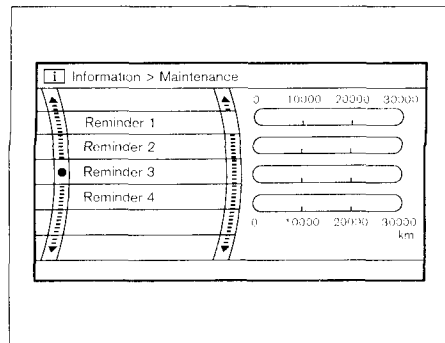 i Information > Maintenance
0 10000 20000 30000
Reminder 1
Reminder 2
Reminder 3
Reminder 4
0 10000 20000 30000
km